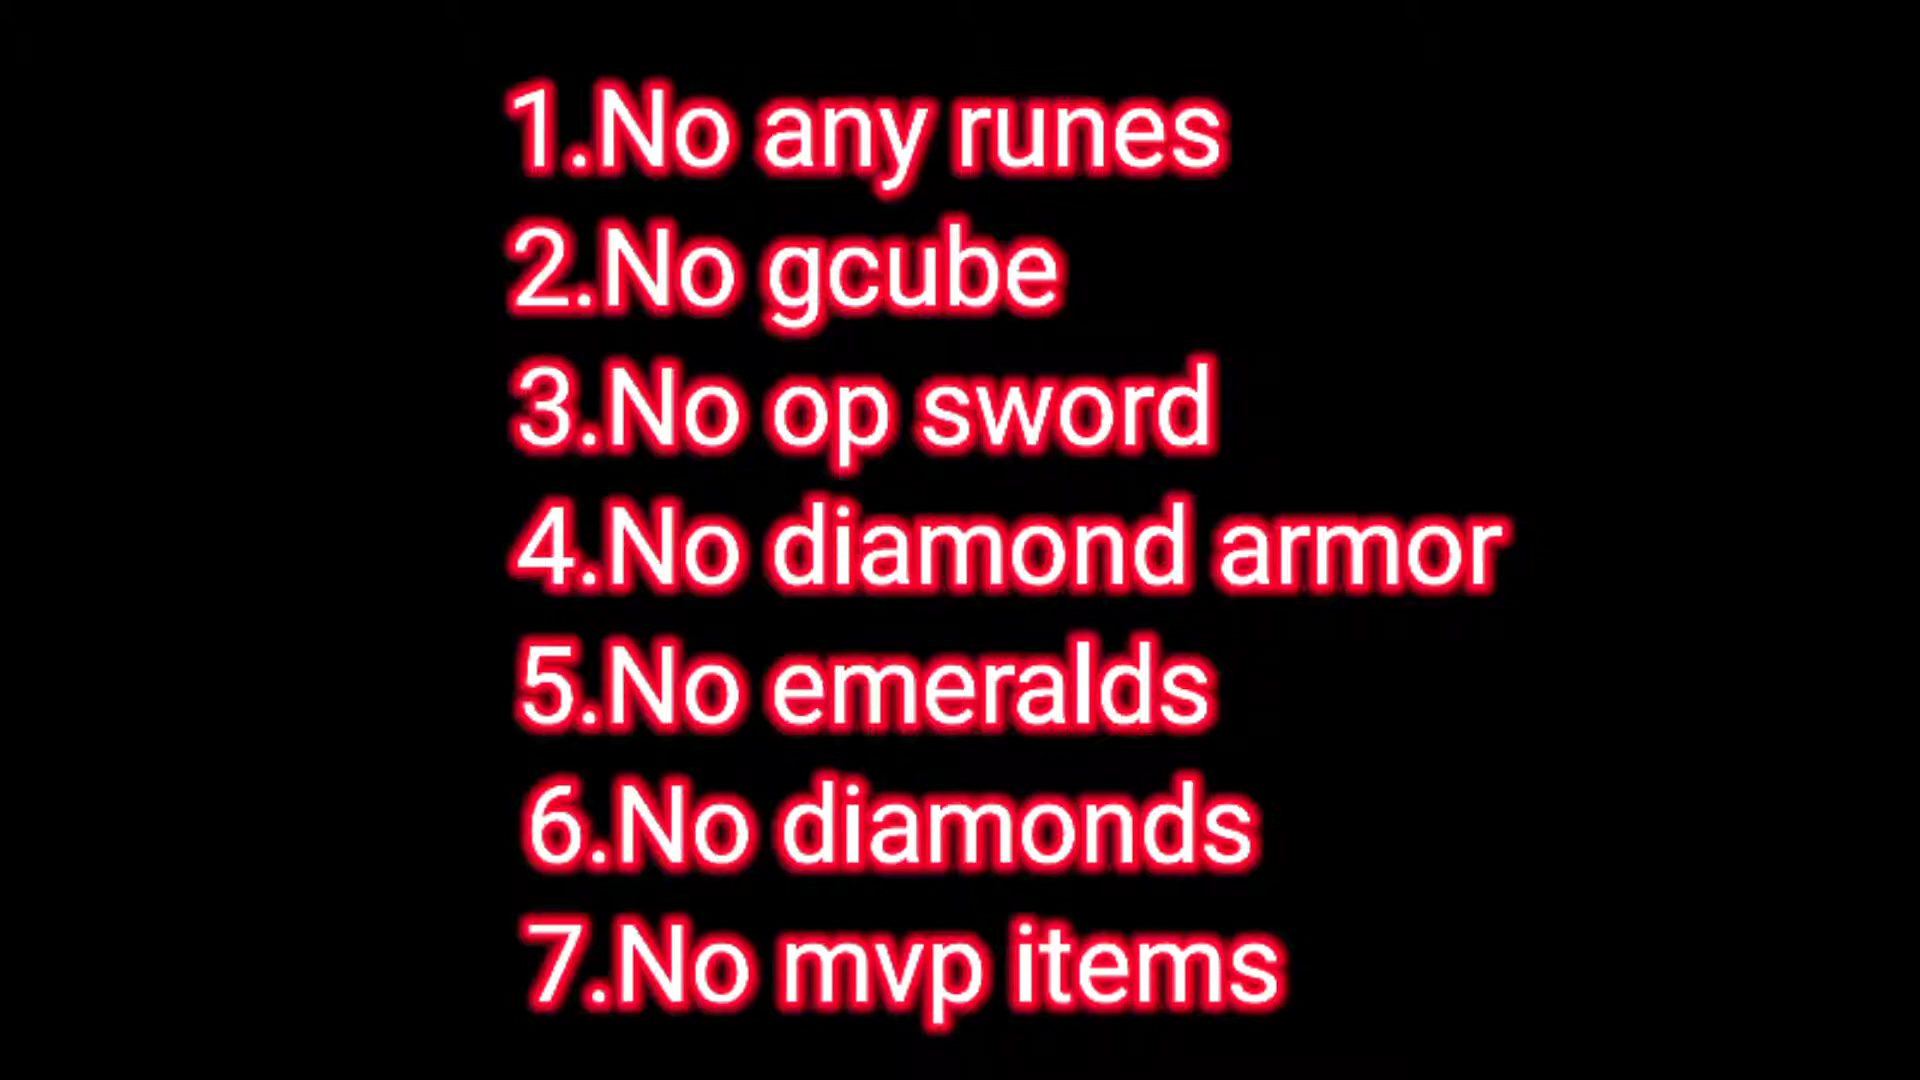 1.No any runes
2.No gcube
3.No op sword
4.No diamond armor
5.No emeralds
6.No diamonds
7.No mvp items